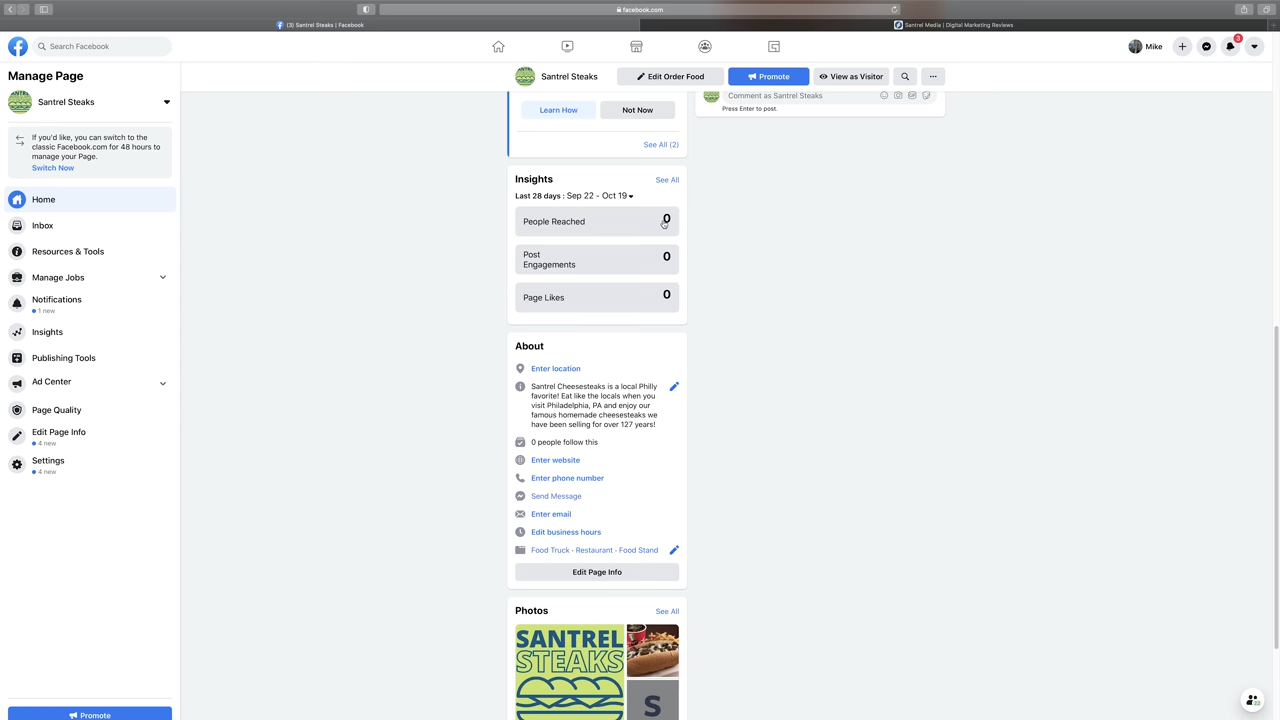 facebook.com
(3) Santrel Steaks | Facebook
Santrel Media | Digital Marketing Reviews
Search Facebook
Mike
3
Manage Page
Santrel Steaks
Edit Order Food
Promote
View as Visitor
Santrel Steaks
If you'd like, you can switch to the
classic Facebook.com for 48 hours to
manage your Page.
Switch Now
Home
Inbox
Resources & Tools
Manage Jobs
Notifications
1 new
Insights
Publishing Tools
Ad Center
Page Quality
Edit Page Info
4 new
Settings
4 new
Promote
Learn How
Not Now
See All (2)
Comment as Santrel Steaks
Press Enter to post.
Insights
See All
Last 28 days : Sep 22 - Oct 19
People Reached
0
Post
Engagements
0
Page Likes
0
About
Enter location
Santrel Cheesesteaks is a local Philly
favorite! Eat like the locals when you
visit Philadelphia, PA and enjoy our
famous homemade cheesesteaks we
have been selling for over 127 years!
0 people follow this
Enter website
Enter phone number
Send Message
Enter email
Edit business hours
Food Truck · Restaurant · Food Stand
Edit Page Info
Photos
See All
SANTREL
STEAKS
S